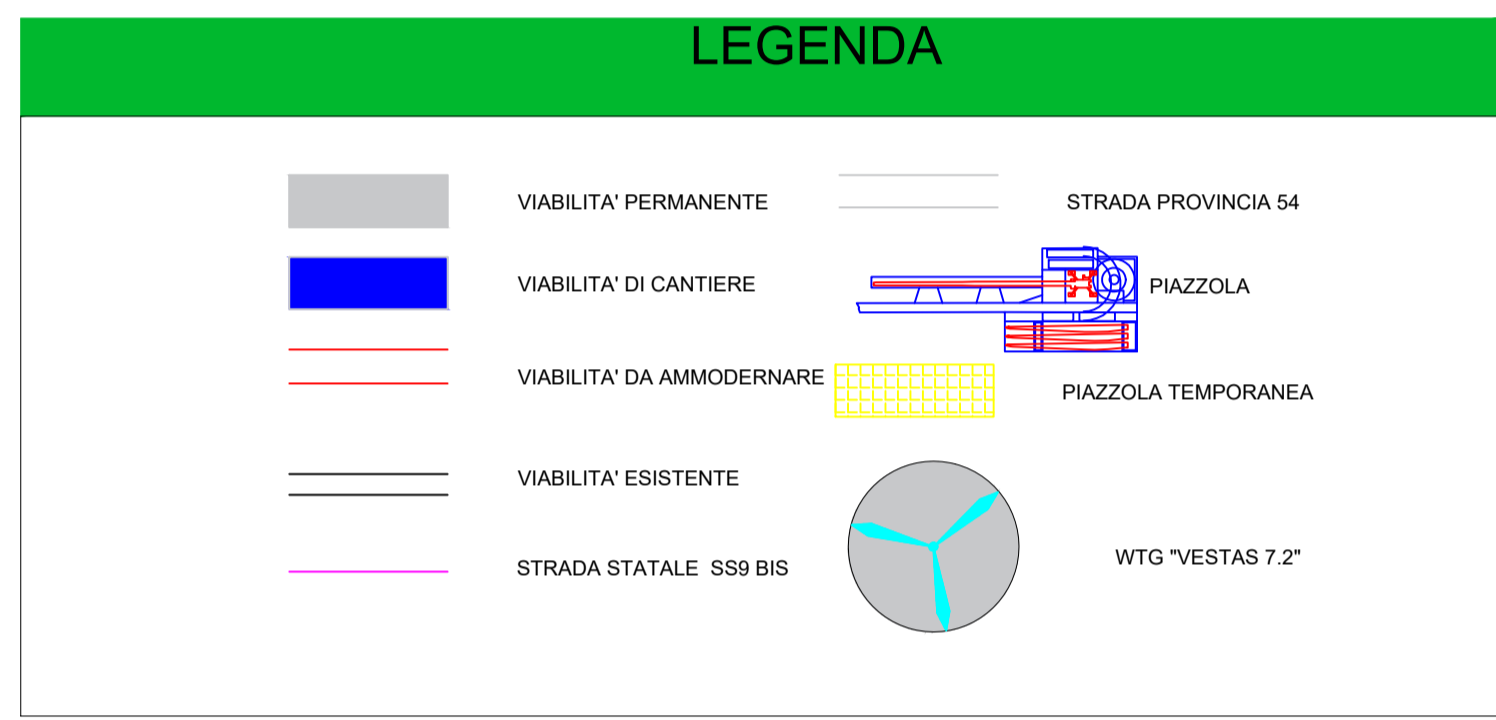 LEGENDA
VIABILITA' PERMANENTE
STRADA PROVINCIA 54
VIABILITA' DI CANTIERE
PIAZZOLA
VIABILITA' DA AMMODERNARE
PIAZZOLA TEMPORANEA
VIABILITA' ESISTENTE
WTG "VESTAS 7.2"
STRADA STATALE SS9 BIS